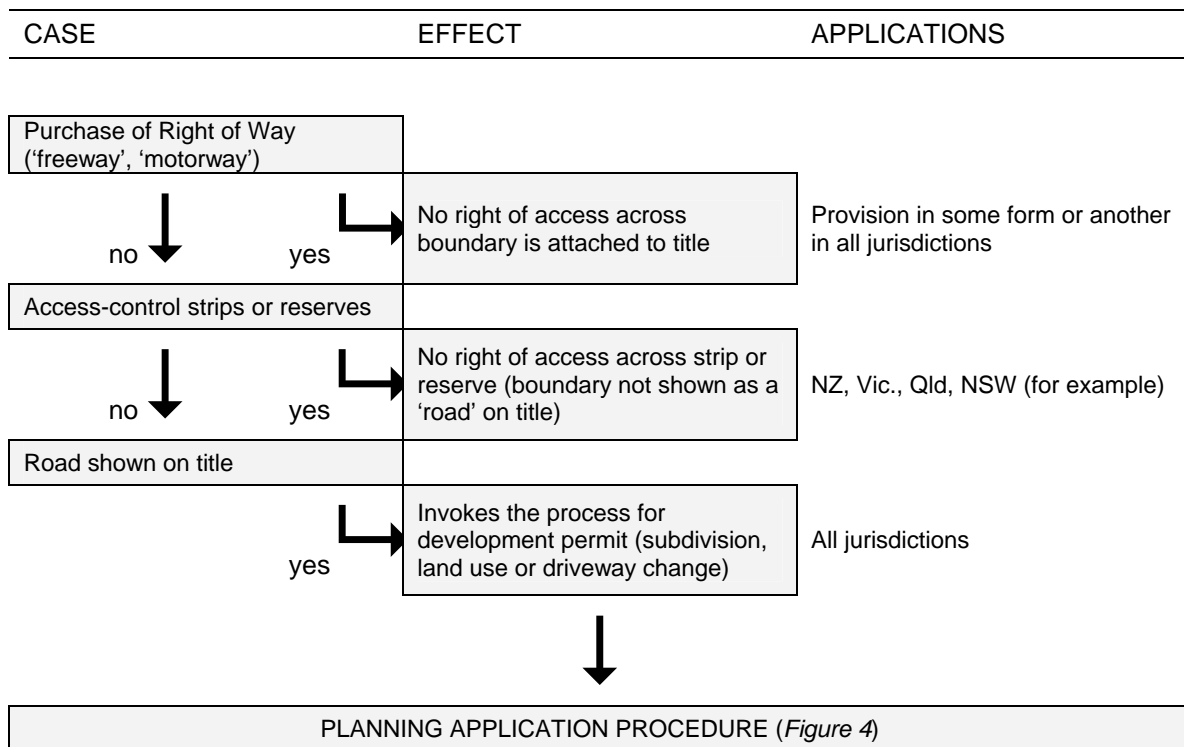 CASE EFFECT APPLICATIONS
Purchase of Right of Way
(‘freeway’, ‘motorway’)
No right of access across
boundary is attached to title
Provision in some form or another
in all jurisdictions
no yes
Access-control strips or reserves
No right of access across strip or
reserve (boundary not shown as a
‘road’ on title)
NZ, Vic., Qld, NSW (for example)
no yes
Road shown on title
Invokes the process for
development permit (subdivision,
land use or driveway change)
All jurisdictions
yes
PLANNING APPLICATION PROCEDURE (Figure 4)